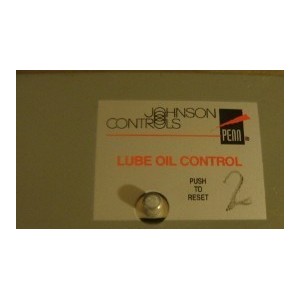 JOHNSON
CONTROLS
PENN
LUBE OIL CONTROL
PUSH
TO
RESET
2